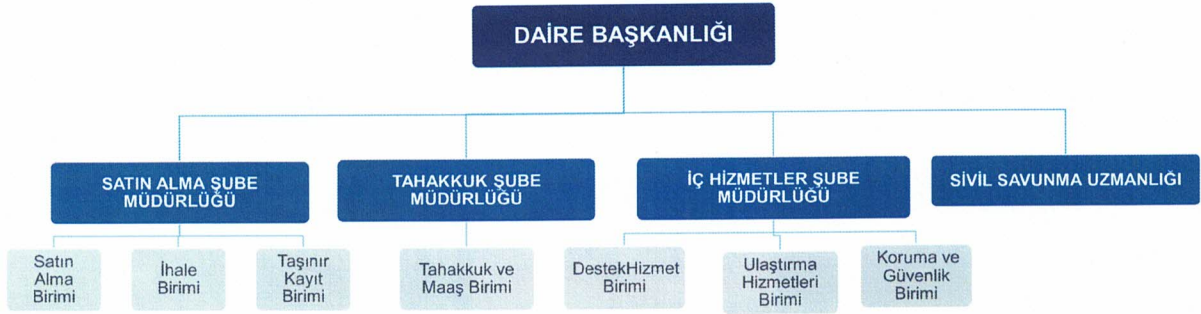 DAİRE BAŞKANLIĞI
SATIN ALMA ŞUBE
MÜDÜRLÜĞÜ
TAHAKKUK ŞUBE
MÜDÜRLÜĞÜ
İÇ HİZMETLER ŞUBE
MÜDÜRLÜĞÜ
SİVİL SAVUNMA UZMANLIĞI
Satın
Alma
Birimi
İhale
Birimi
Taşınır
Kayıt
Birimi
Tahakkuk ve
Maaş Birimi
DestekHizmet
Birimi
Ulaştırma
Hizmetleri
Birimi
Koruma ve
Güvenlik
Birimi